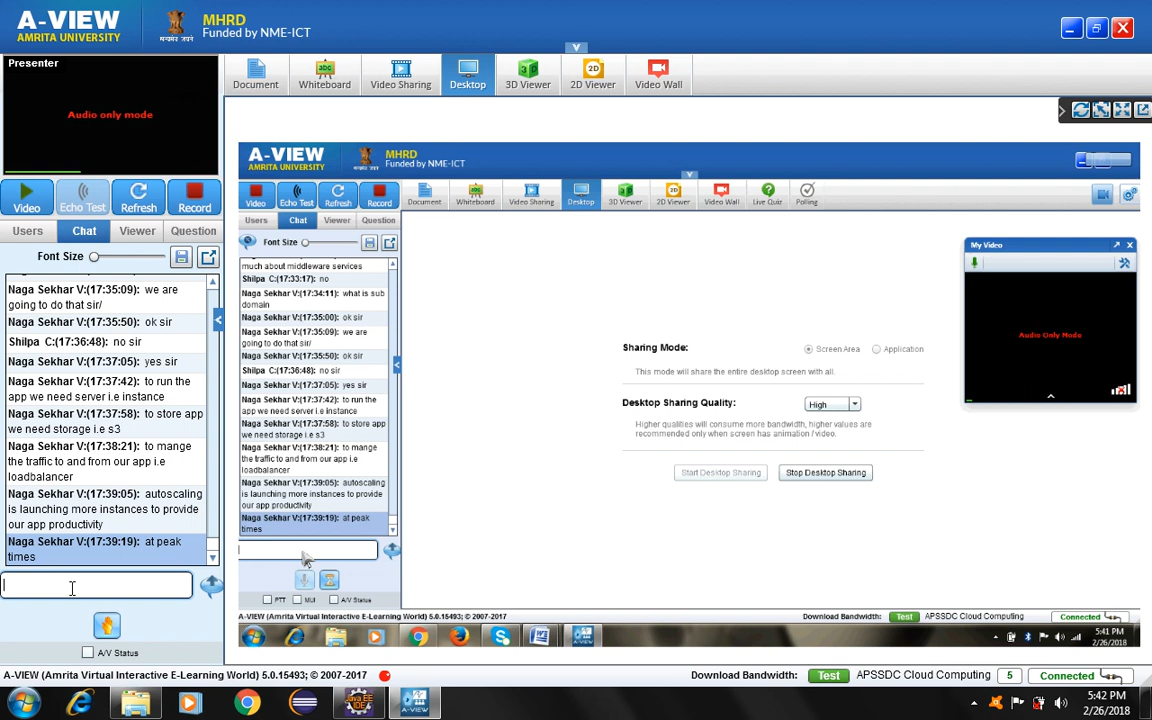 A-VIEW
AMRITA UNIVERSITY
MHRD
Funded by NME-ICT
Presenter
Audio only mode
Document
Whiteboard
Video Sharing
Desktop
3D Viewer
2D Viewer
Video Wall
Video
Echo Test
Refresh
Record
Users
Chat
Viewer
Question
Font Size
Naga Sekhar V:(17:35:09): we are
going to do that sir/
Naga Sekhar V:(17:35:50): ok sir
Shilpa C:(17:36:48): no sir
Naga Sekhar V:(17:37:05): yes sir
Naga Sekhar V:(17:37:42): to run the
app we need server i.e instance
Naga Sekhar V:(17:37:58): to store app
we need storage i.e s3
Naga Sekhar V:(17:38:21): to mange
the traffic to and from our app i.e
loadbalancer
Naga Sekhar V:(17:39:05): autoscaling
is launching more instances to provide
our app productivity
Naga Sekhar V:(17:39:19): at peak
times
A/V Status
A-VIEW
AMRITA UNIVERSITY
MHRD
Funded by NME-ICT
Video
Echo Test
Refresh
Record
Document
Whiteboard
Video Sharing
Desktop
3D Viewer
2D Viewer
Video Wall
Live Quiz
Polling
Users
Chat
Viewer
Question
Font Size
much about middleware services
Shilpa C:(17:33:17): no
Naga Sekhar V:(17:34:11): what is sub
domain
Naga Sekhar V:(17:35:00): ok sir
Naga Sekhar V:(17:35:09): we are
going to do that sir/
Naga Sekhar V:(17:35:50): ok sir
Shilpa C:(17:36:48): no sir
Naga Sekhar V:(17:37:05): yes sir
Naga Sekhar V:(17:37:42): to run the
app we need server i.e instance
Naga Sekhar V:(17:37:58): to store app
we need storage i.e s3
Naga Sekhar V:(17:38:21): to mange
the traffic to and from our app i.e
loadbalancer
Naga Sekhar V:(17:39:05): autoscaling
is launching more instances to provide
our app productivity
Naga Sekhar V:(17:39:19): at peak
times
PTT
MUI
A/V Status
Sharing Mode:
Screen Area
Application
This mode will share the entire desktop screen with all.
Desktop Sharing Quality:
High
Higher qualities will consume more bandwidth, higher values are
recommended only when screen has animation / video.
Start Desktop Sharing
Stop Desktop Sharing
My Video
Audio Only Mode
A-VIEW (Amrita Virtual Interactive E-Learning World) 5.0.15493; © 2007-2017
Download Bandwidth:
Test
APSSDC Cloud Computing
Connected
5:41 PM
2/26/2018
A-VIEW (Amrita Virtual Interactive E-Learning World) 5.0.15493; © 2007-2017
Download Bandwidth:
Test
APSSDC Cloud Computing
5
Connected
Java EE
IDE
5:42 PM
2/26/2018